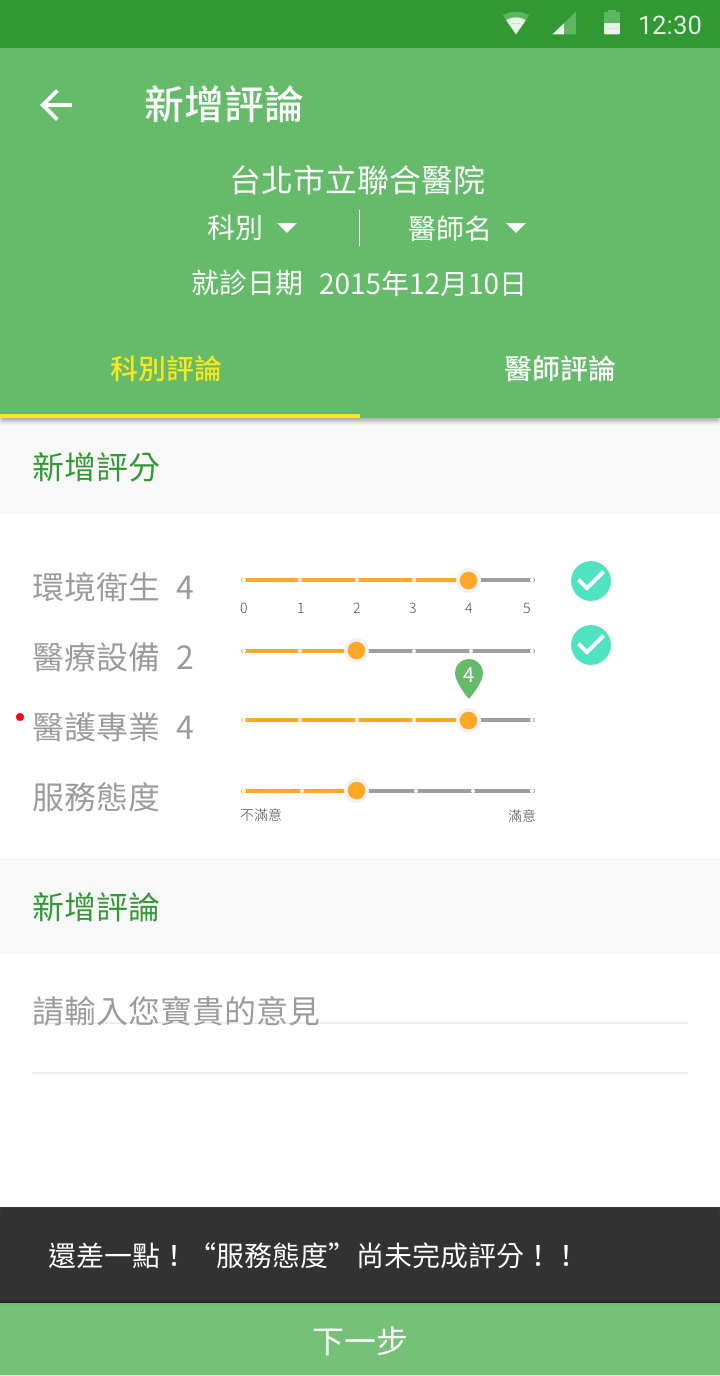 12:30
新增評論
台北市立聯合醫院
科別 醫師名
就診日期 2015年12月10日
科別評論 醫師評論
新增評分
環境衛生 4
0 1 2 3 4 5
醫療設備 2
4
醫護專業 4
服務態度
不滿意 滿意
新增評論
請輸入您寶貴的意見
還差一點！“服務態度”尚未完成評分！！
下一步